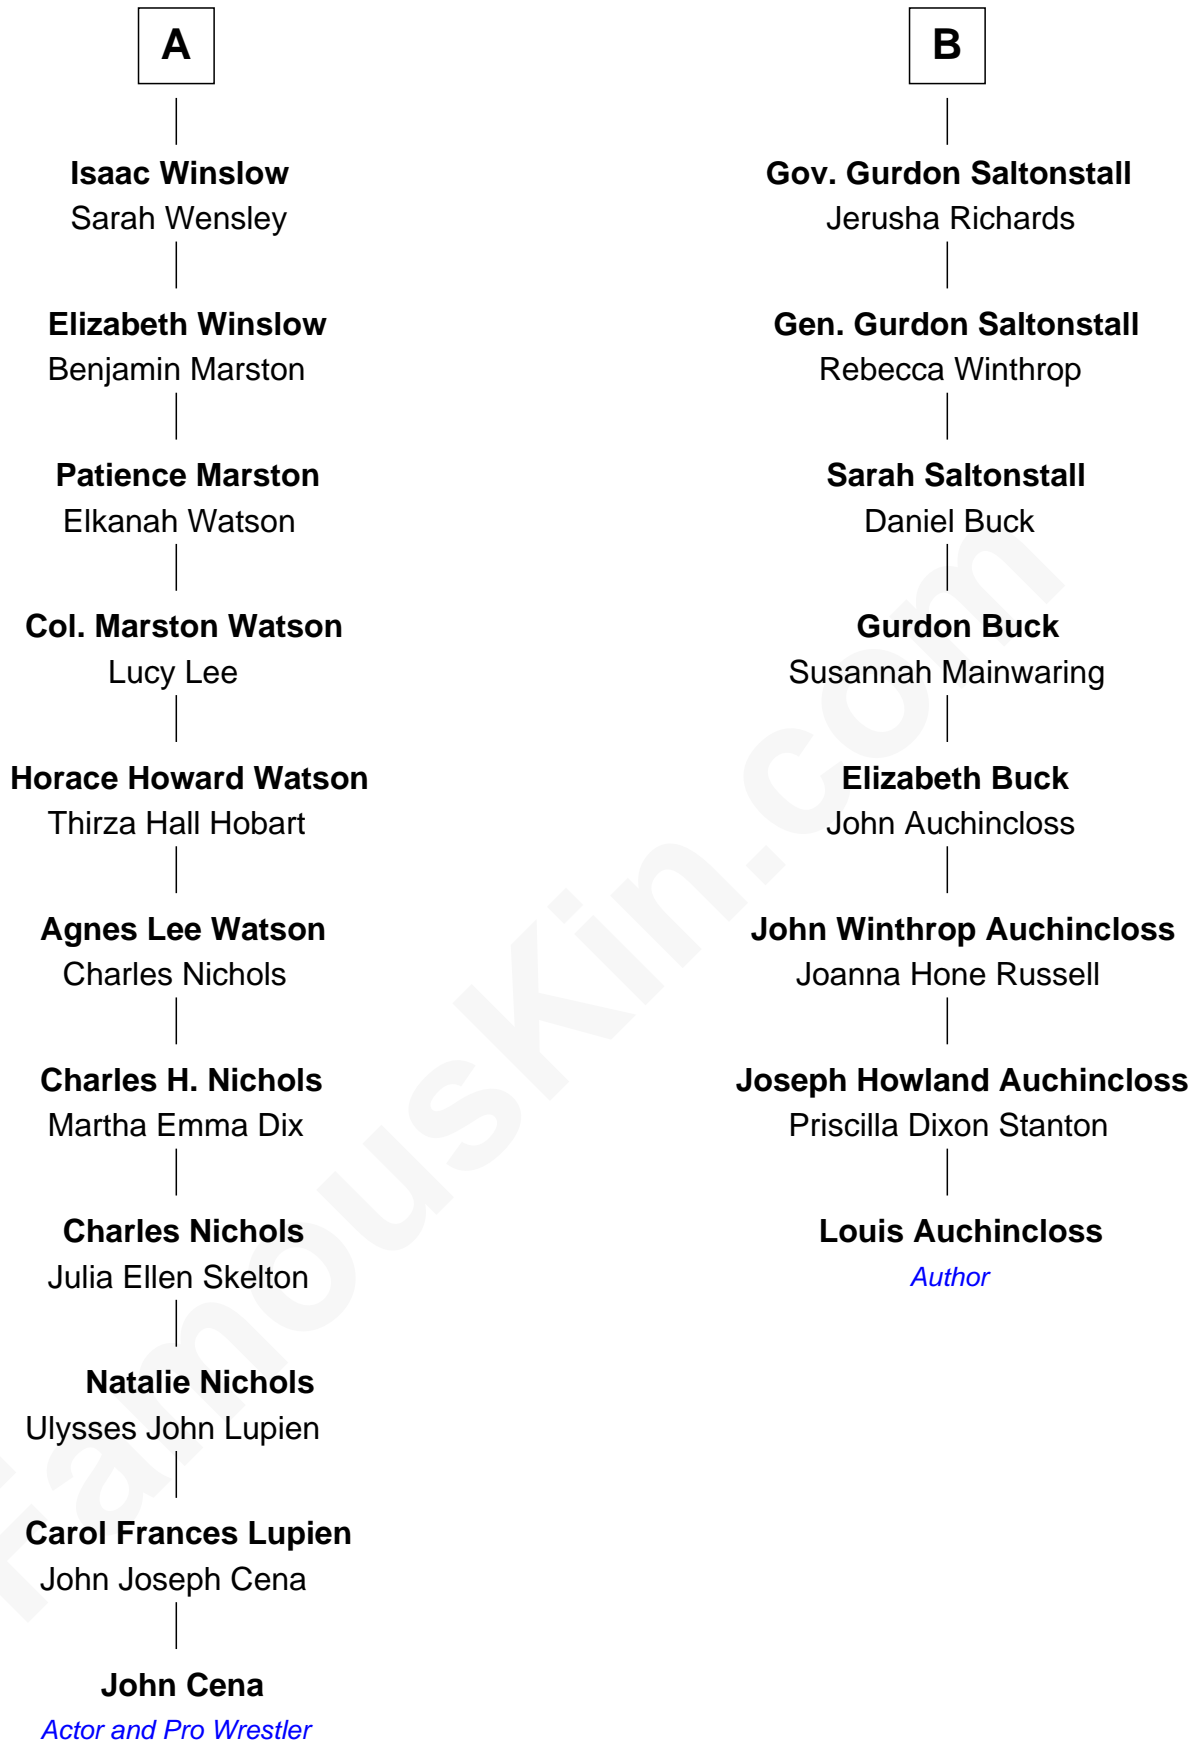 A
Isaac Winslow
Sarah Wensley
Elizabeth Winslow
Benjamin Marston
Patience Marston
Elkanah Watson
Col. Marston Watson
Lucy Lee
Horace Howard Watson
Thirza Hall Hobart
Agnes Lee Watson
Charles Nichols
Charles H. Nichols
Martha Emma Dix
Charles Nichols
Julia Ellen Skelton
Natalie Nichols
Ulysses John Lupien
Carol Frances Lupien
John Joseph Cena
John Cena
Actor and Pro Wrestler
B
Gov. Gurdon Saltonstall
Jerusha Richards
Gen. Gurdon Saltonstall
Rebecca Winthrop
Sarah Saltonstall
Daniel Buck
Gurdon Buck
Susannah Mainwaring
Elizabeth Buck
John Auchincloss
John Winthrop Auchincloss
Joanna Hone Russell
Joseph Howland Auchincloss
Priscilla Dixon Stanton
Louis Auchincloss
Author
FamousKin.com